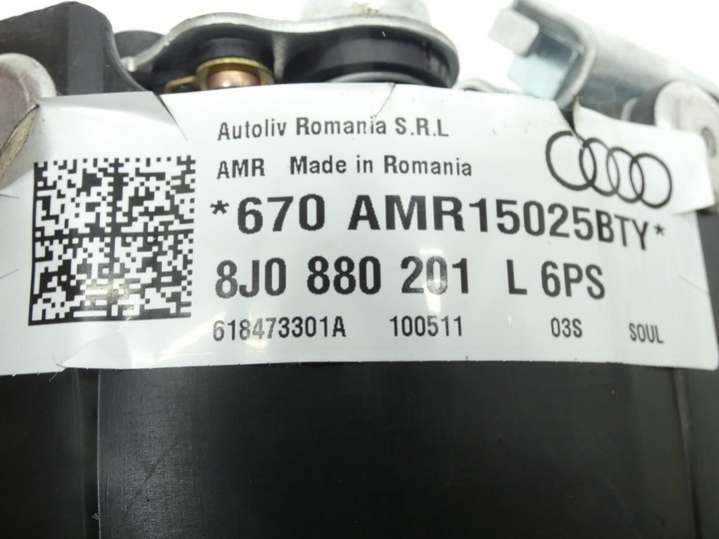 Autoliv Romania S.R.L
AMR Made in Romania
*670 AMR15025BTY*
8J0 880 201 L 6PS
618473301A 100511 03S SOUL